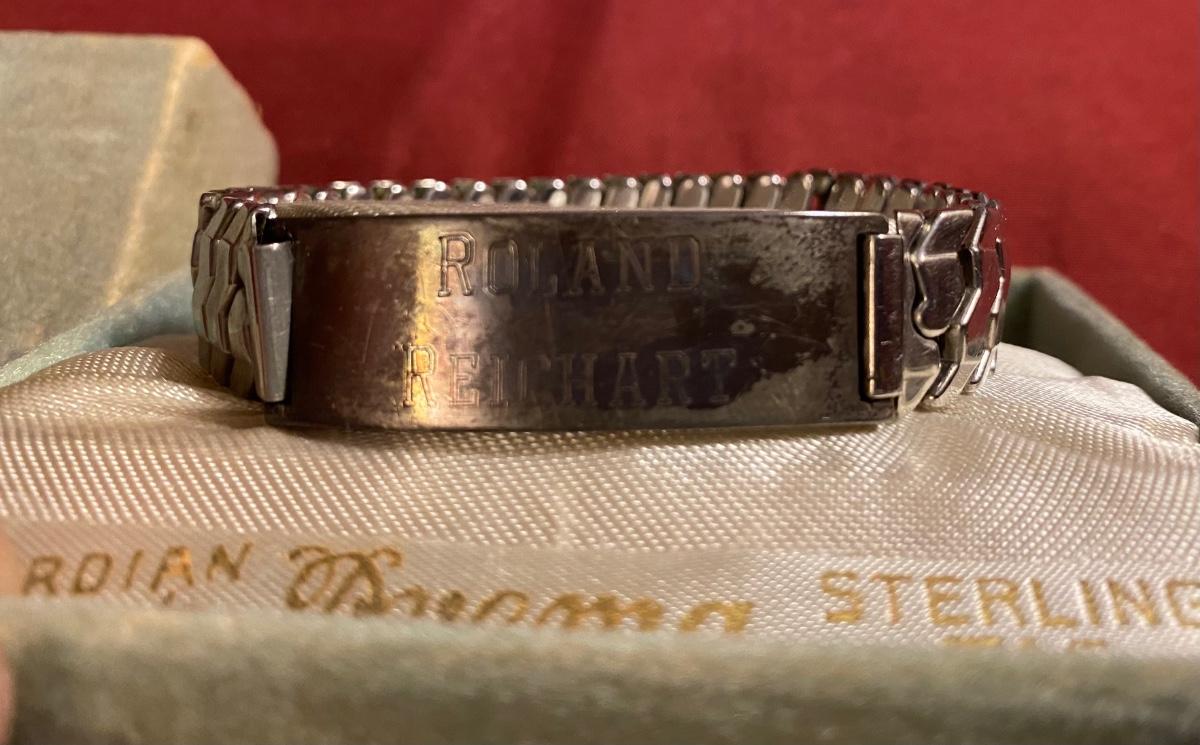 ROLAND
REICHART
RDIAN
STERLING